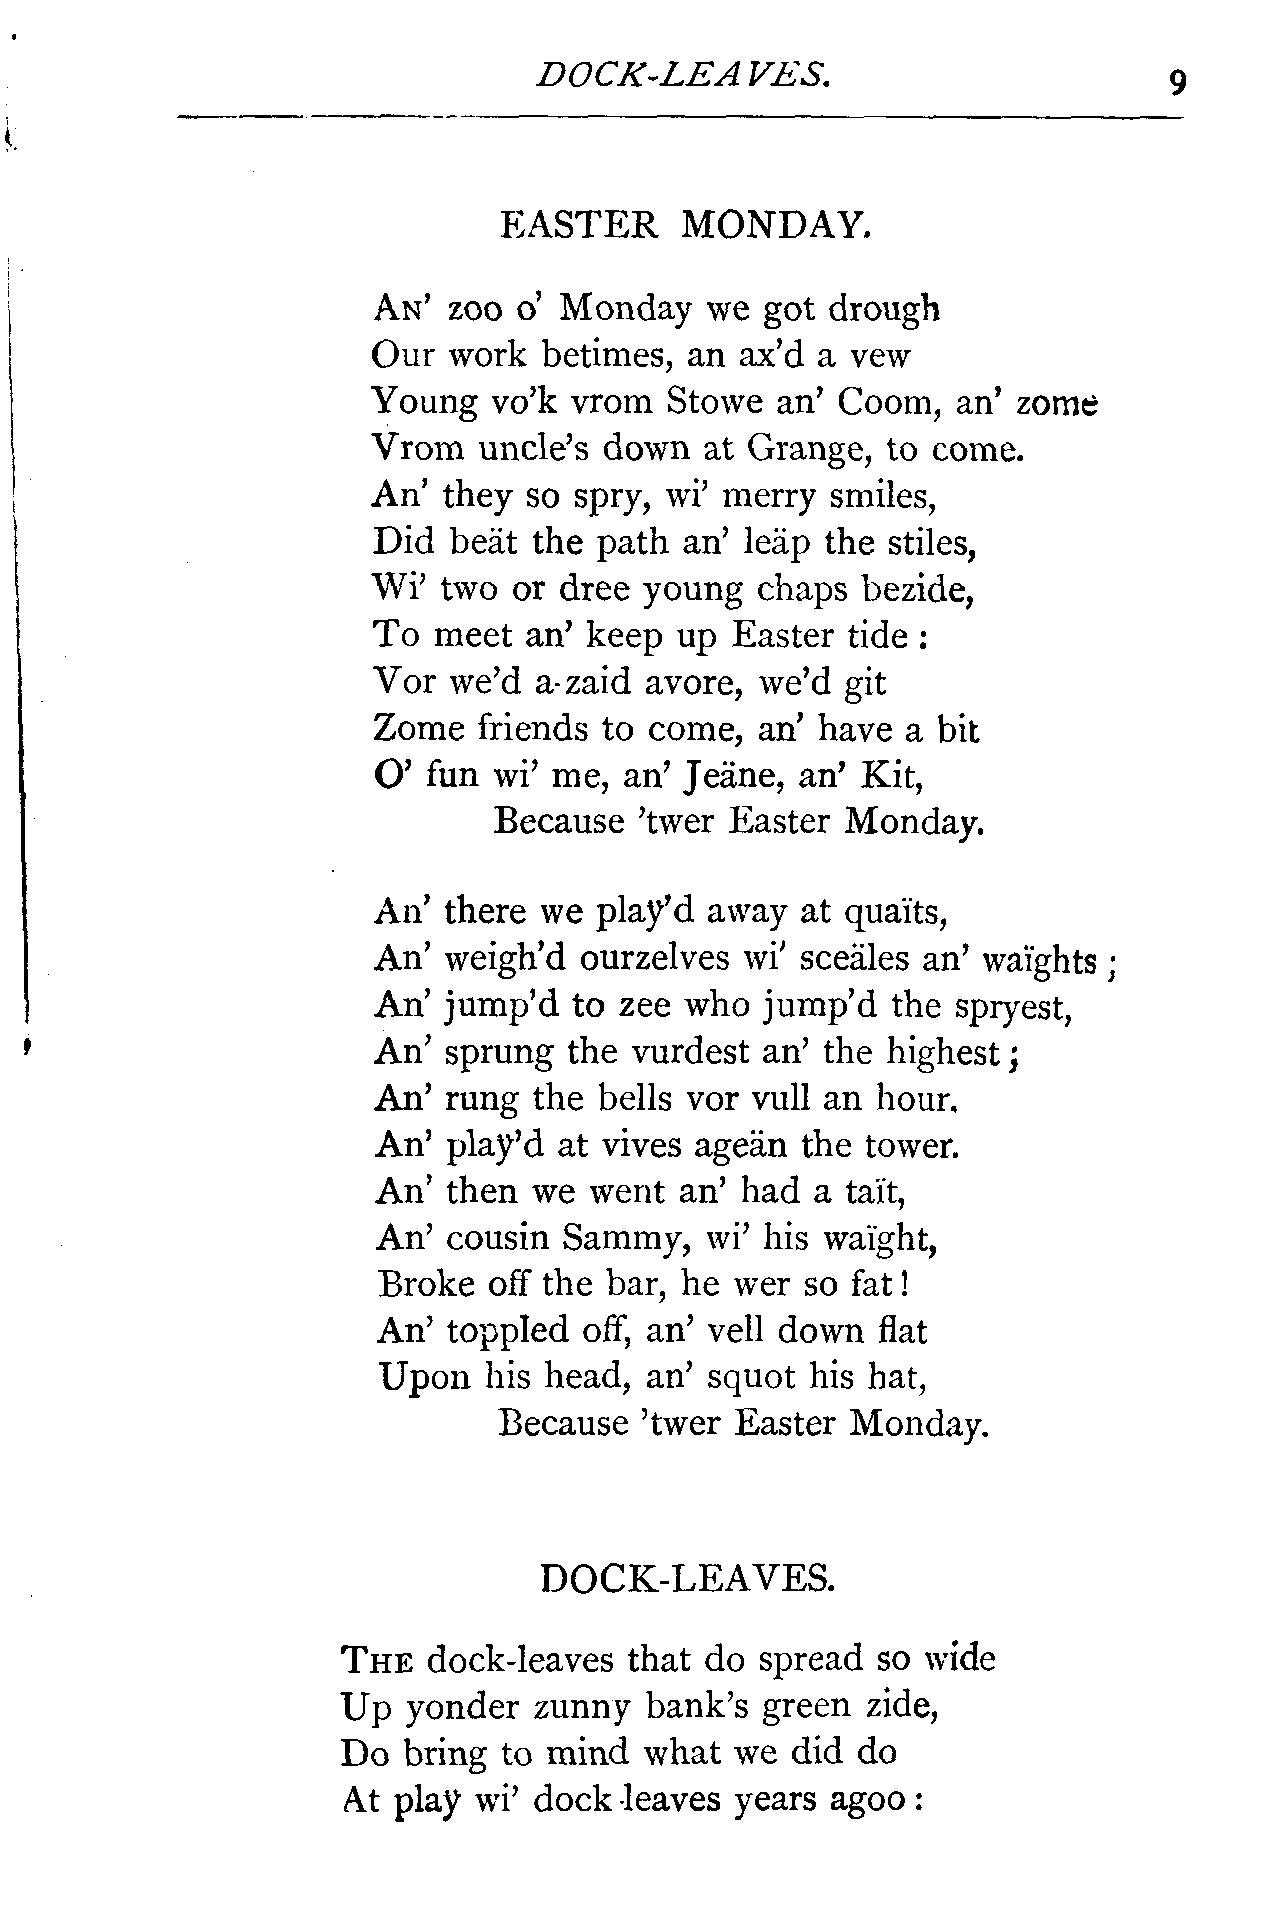 DOCK-LEAVES. 9
EASTER MONDAY.
AN' zoo o' Monday we got drough
Our work betimes, an ax'd a vew
Young vo'k vrom Stowe an' Coom, an' zome
Vrom uncle's down at Grange, to come.
An' they so spry, wi' merry smiles,
Did beät the path an' leäp the stiles,
Wi' two or dree young chaps bezide,
To meet an' keep up Easter tide :
Vor we'd a-zaid avore, we'd git
Zome friends to come, an' have a bit
O' fun wi' me, an' Jeäne, an' Kit,
Because 'twer Easter Monday.
An' there we plaÿ'd away at quaïts,
An' weigh'd ourzelves wi' sceäles an' waïghts ;
An' jump'd to zee who jump'd the spryest,
An' sprung the vurdest an' the highest ;
An' rung the bells vor vull an hour.
An' plaÿ'd at vives ageän the tower.
An' then we went an' had a taït,
An' cousin Sammy, wi' his waïght,
Broke off the bar, he wer so fat !
An' toppled off, an' vell down flat
Upon his head, an' squot his hat,
Because 'twer Easter Monday.
DOCK-LEAVES.
THE dock-leaves that do spread so wide
Up yonder zunny bank's green zide,
Do bring to mind what we did do
At plaÿ wi' dock-leaves years agoo :